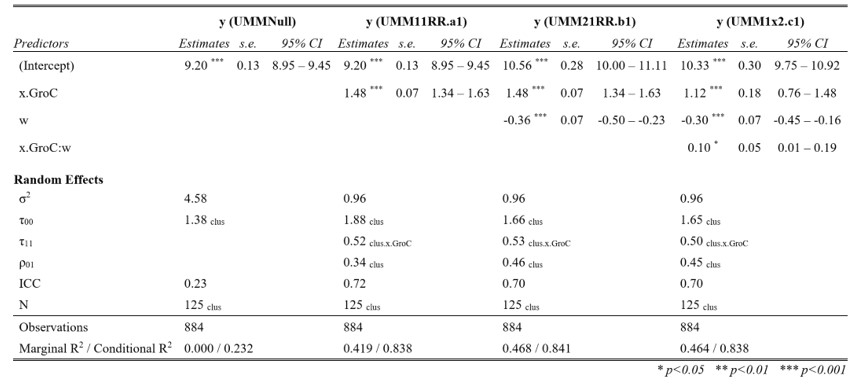 y (UMMNull) y (UMM11RR.a1) y (UMM21RR.b1) y (UMM1x2.c1)
Predictors Estimates s.e. 95% CI Estimates s.e. 95% CI Estimates s.e. 95% CI Estimates s.e. 95% CI
(Intercept) 9.20 *** 0.13 8.95 – 9.45 9.20 *** 0.13 8.95 – 9.45 10.56 *** 0.28 10.00 – 11.11 10.33 *** 0.30 9.75 – 10.92
x.GroC 1.48 *** 0.07 1.34 – 1.63 1.48 *** 0.07 1.34 – 1.63 1.12 *** 0.18 0.76 – 1.48
w -0.36 *** 0.07 -0.50 – -0.23 -0.30 *** 0.07 -0.45 – -0.16
x.GroC:w 0.10 * 0.05 0.01 – 0.19
Random Effects
σ2 4.58 0.96 0.96 0.96
τ00 1.38 clus 1.88 clus 1.66 clus 1.65 clus
τ11 0.52 clus.x.GroC 0.53 clus.x.GroC 0.50 clus.x.GroC
ρ01 0.34 clus 0.46 clus 0.45 clus
ICC 0.23 0.72 0.70 0.70
N 125 clus 125 clus 125 clus 125 clus
Observations 884 884 884 884
Marginal R2 / Conditional R2 0.000 / 0.232 0.419 / 0.838 0.468 / 0.841 0.464 / 0.838
* p<0.05 ** p<0.01 *** p<0.001